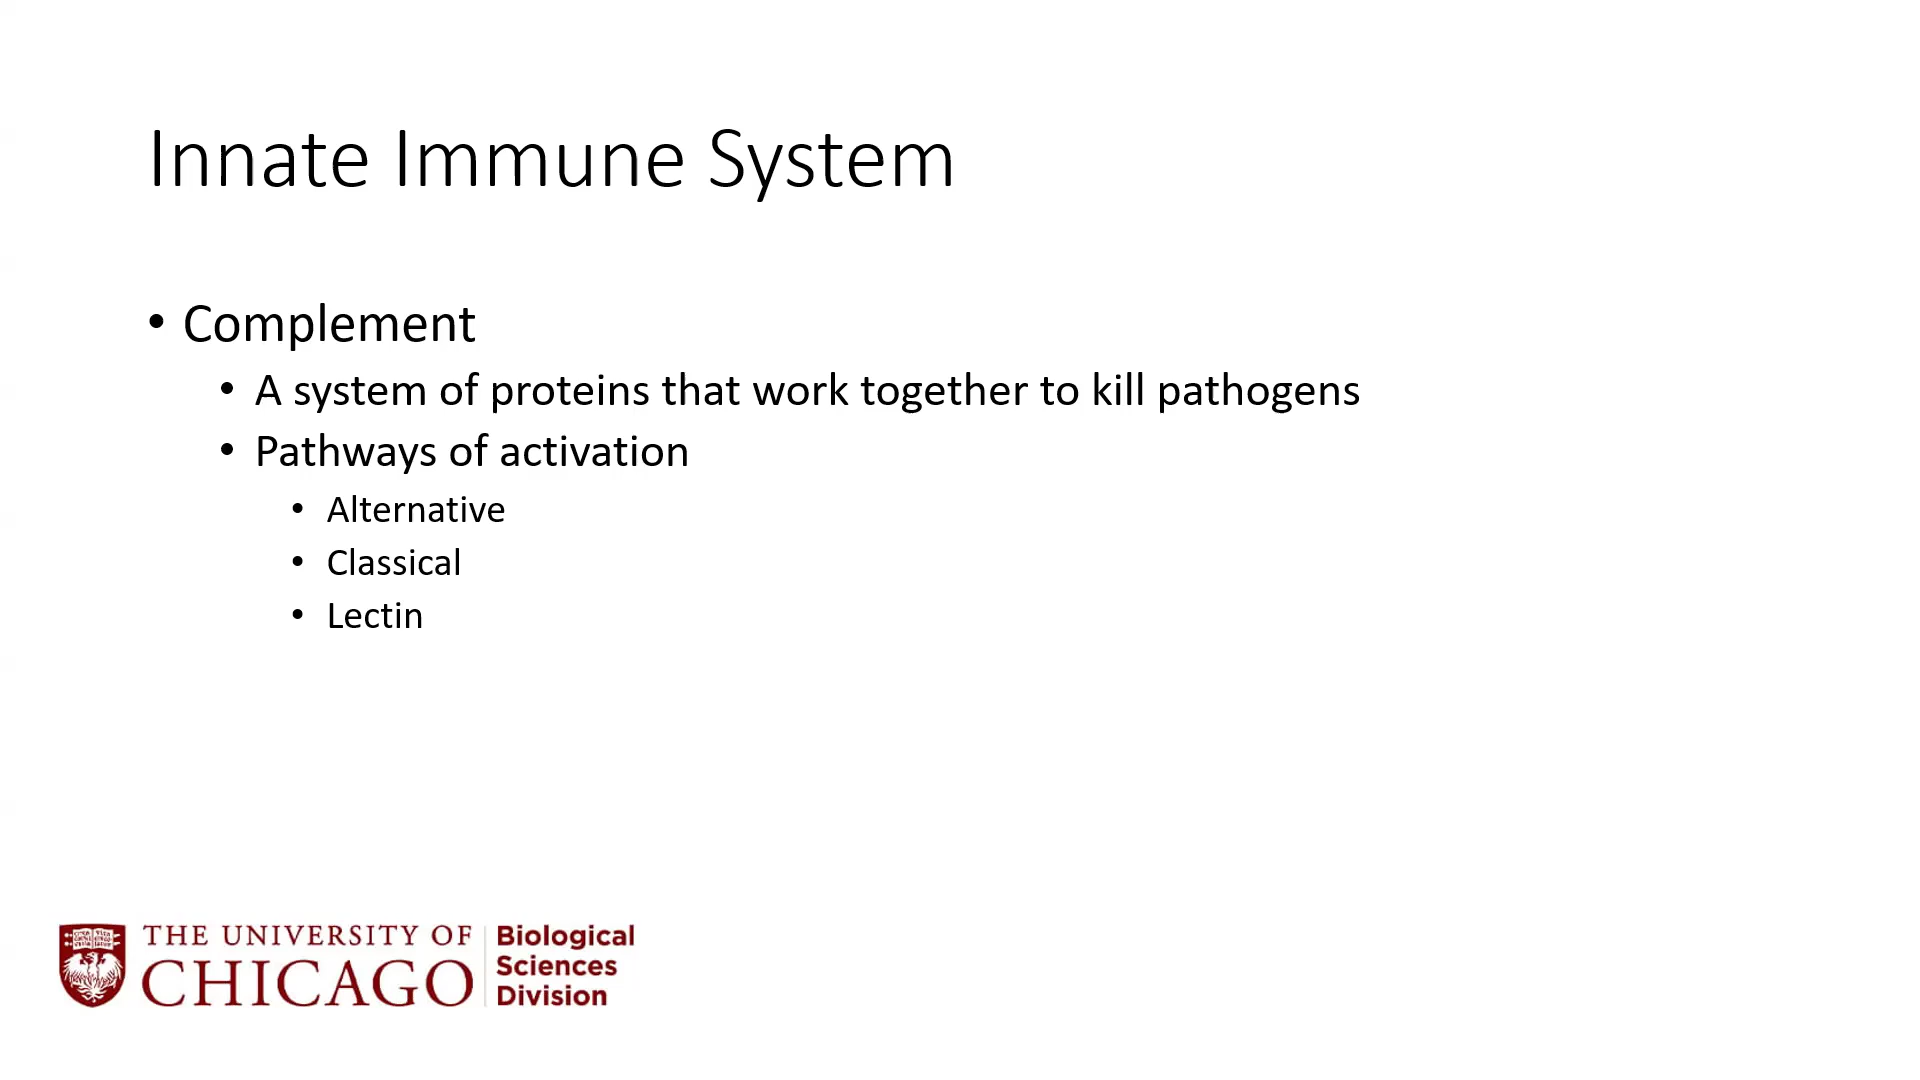 Innate Immune System
• Complement
• A system of proteins that work together to kill pathogens
• Pathways of activation
• Alternative
• Classical
• Lectin
THE UNIVERSITY OF
CHICAGO
Biological
Sciences
Division